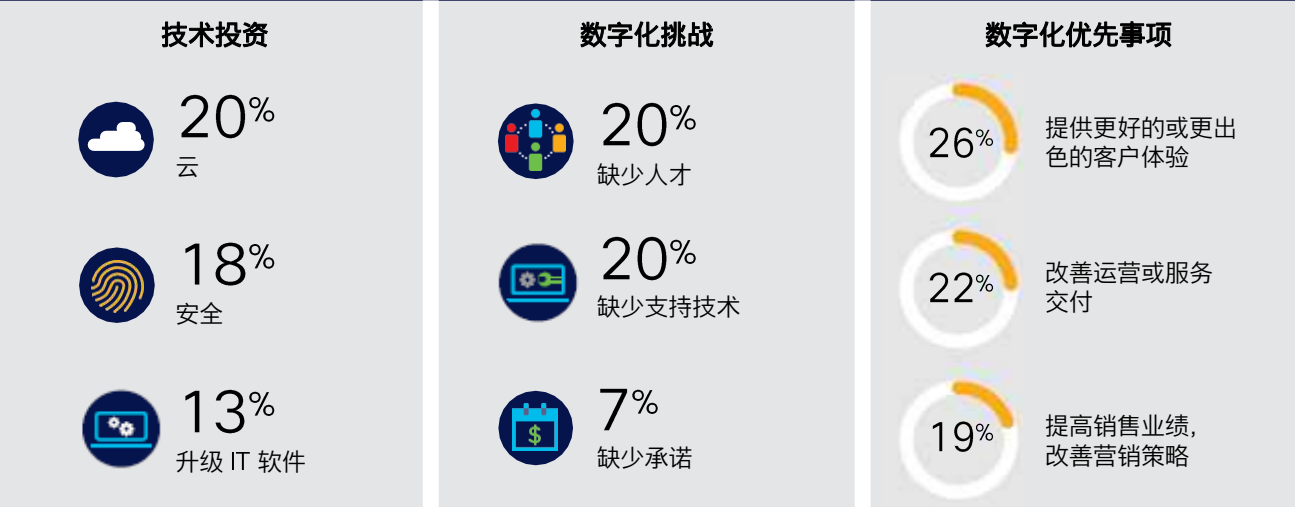 技术投资
20%
云
18%
安全
13%
升级 IT 软件
数字化挑战
20%
缺少人才
20%
缺少支持技术
$
7%
缺少承诺
数字化优先事项
26%
提供更好的或更出
色的客户体验
22%
改善运营或服务
交付
19%
提高销售业绩,
改善营销策略